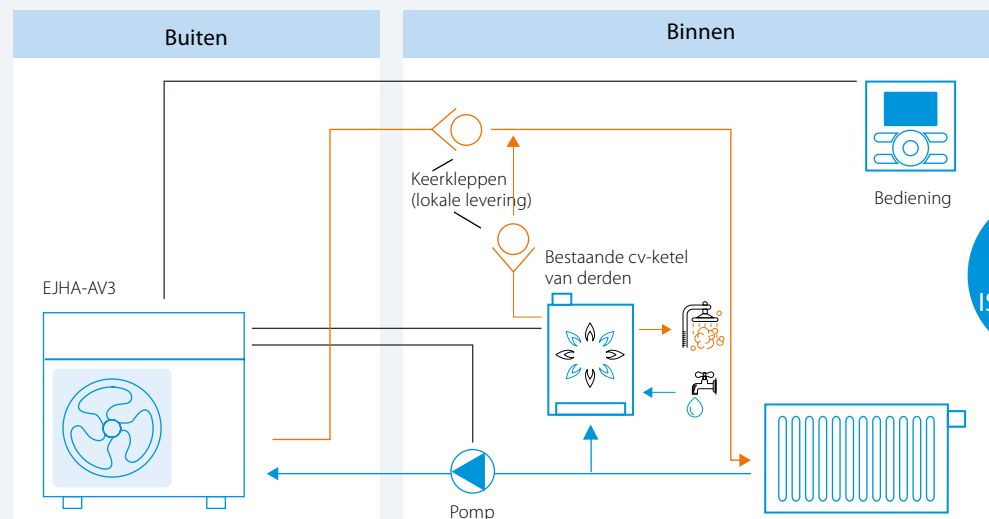 Buiten
Binnen
Keerkleppen
(lokale levering)
Bediening
Bestaande cv-ketel
van derden
EJHA-AV3
Pomp